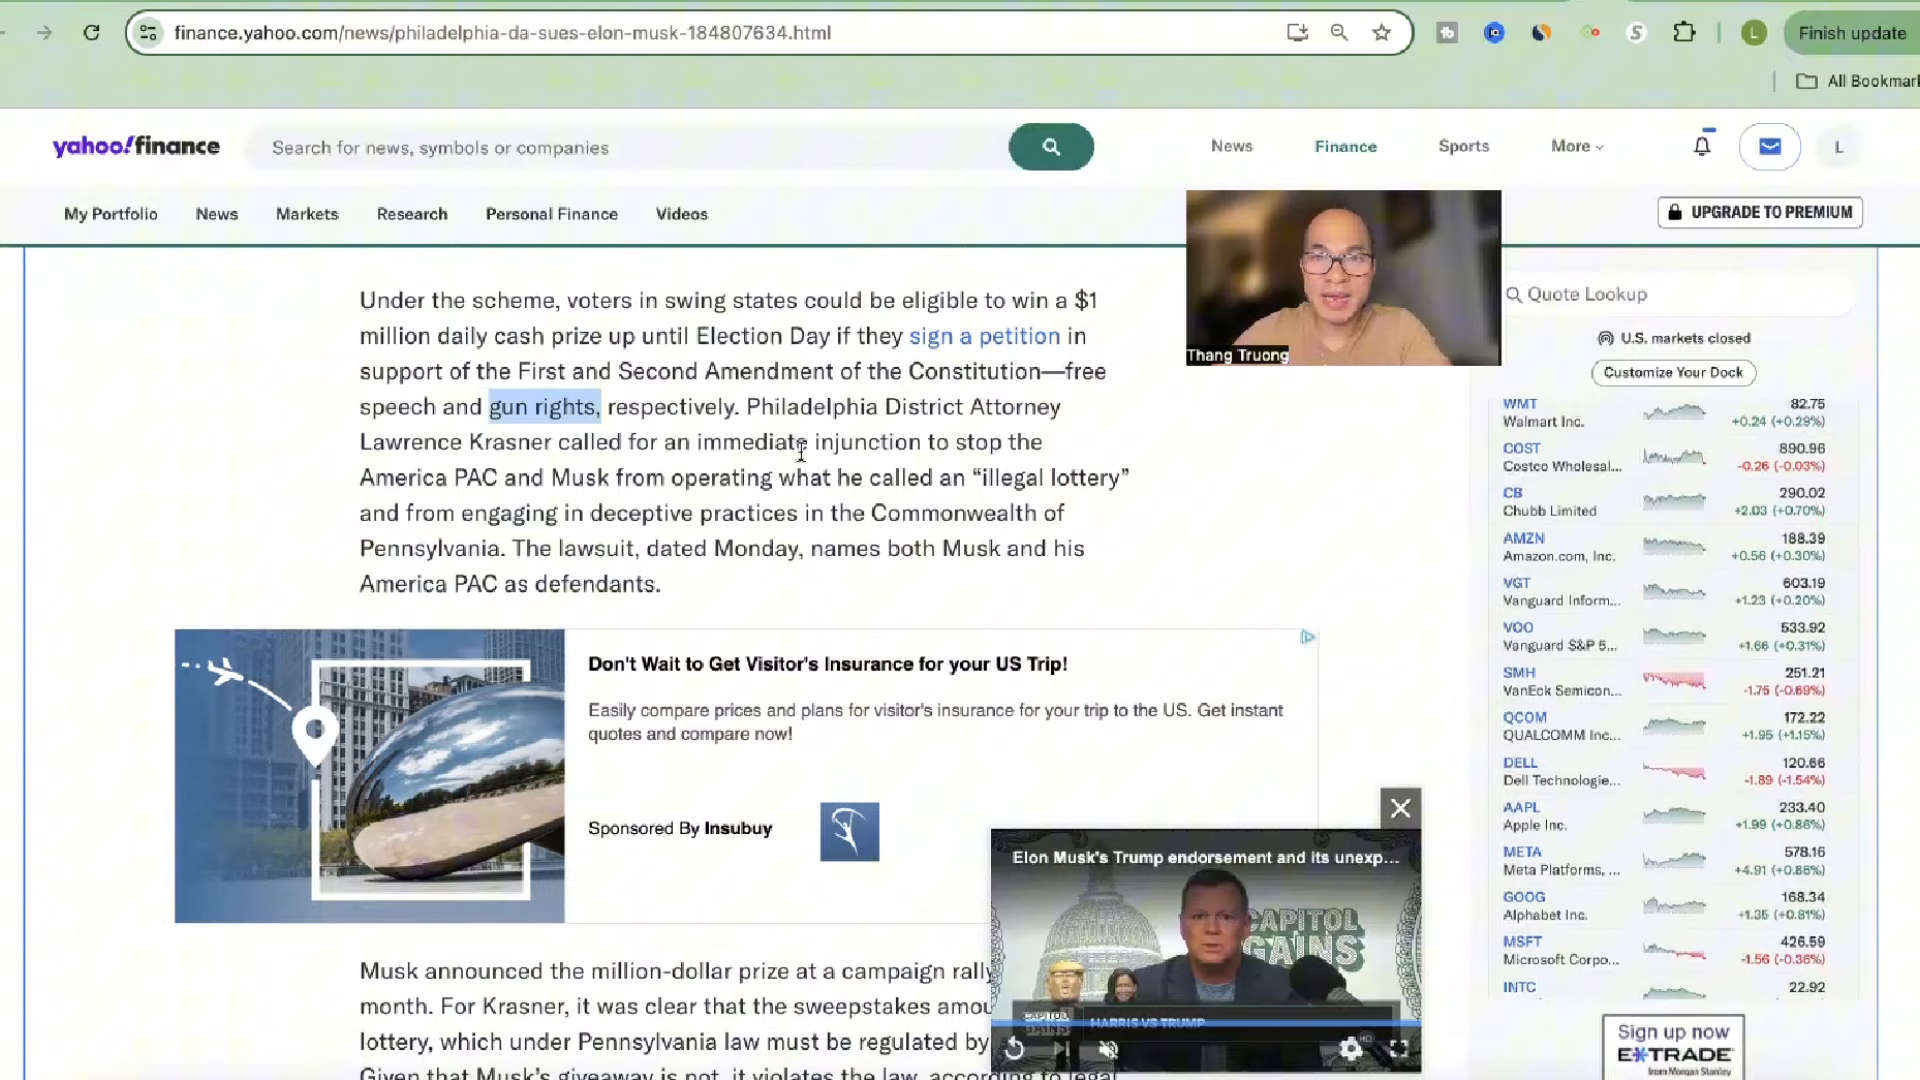 finance.yahoo.com/news/philadelphia-da-sues-elon-musk-184807634.html
L
Finish update
All Bookmar
yahoo!finance
Search for news, symbols or companies
News
Finance
Sports
More
L
My Portfolio
News
Markets
Research
Personal Finance
Videos
UPGRADE TO PREMIUM
Thang Truong
Under the scheme, voters in swing states could be eligible to win a $1
million daily cash prize up until Election Day if they sign a petition in
support of the First and Second Amendment of the Constitution—free
speech and gun rights, respectively. Philadelphia District Attorney
Lawrence Krasner called for an immediate injunction to stop the
America PAC and Musk from operating what he called an “illegal lottery”
and from engaging in deceptive practices in the Commonwealth of
Pennsylvania. The lawsuit, dated Monday, names both Musk and his
America PAC as defendants.
Don't Wait to Get Visitor's Insurance for your US Trip!
Easily compare prices and plans for visitor's insurance for your trip to the US. Get instant
quotes and compare now!
Sponsored By Insubuy
Musk announced the million-dollar prize at a campaign rally
month. For Krasner, it was clear that the sweepstakes amou
lottery, which under Pennsylvania law must be regulated by
Given that Musk's giveaway is not, it violates the law, according to legal
Elon Musk's Trump endorsement and its unexp...
CAPITOL
GAINS
CAPITOL
GAINS
HARRIS VS TRUMP
HD
Quote Lookup
U.S. markets closed
Customize Your Dock
WMT 82.75
Walmart Inc. +0.24 (+0.29%)
COST 890.96
Costco Wholesal... -0.26 (-0.03%)
CB 290.02
Chubb Limited +2.03 (+0.70%)
AMZN 188.39
Amazon.com, Inc. +0.56 (+0.30%)
VGT 603.19
Vanguard Inform... +1.23 (+0.20%)
VOO 533.92
Vanguard S&P 5... +1.66 (+0.31%)
SMH 251.21
VanEck Semicon... -1.75 (-0.69%)
QCOM 172.22
QUALCOMM Inc... +1.95 (+1.15%)
DELL 120.66
Dell Technologie... -1.89 (-1.54%)
AAPL 233.40
Apple Inc. +1.99 (+0.86%)
META 578.16
Meta Platforms, ... +4.91 (+0.86%)
GOOG 168.34
Alphabet Inc. +1.35 (+0.81%)
MSFT 426.59
Microsoft Corpo... -1.56 (-0.36%)
INTC 22.92
Sign up now
E*TRADE
from Morgan Stanley